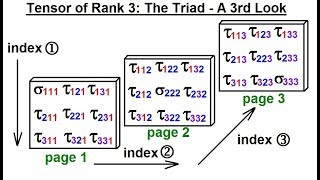 Tensor of Rank 3: The Triad - A 3rd Look
index ①
σ111 τ121 τ131
τ211 τ221 τ231
τ311 τ321 τ331
page 1
index ②
τ112 τ122 τ132
τ212 σ222 τ232
τ312 τ322 τ332
page 2
τ113 τ123 τ133
τ213 τ223 τ233
τ313 τ323 σ333
page 3
index ③